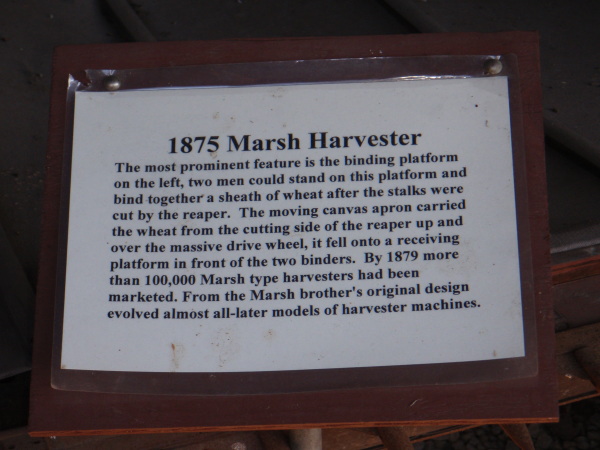 1875 Marsh Harvester
The most prominent feature is the binding platform
on the left, two men could stand on this platform and
bind together a sheath of wheat after the stalks were
cut by the reaper. The moving canvas apron carried
the wheat from the cutting side of the reaper up and
over the massive drive wheel, it fell onto a receiving
platform in front of the two binders. By 1879 more
than 100,000 Marsh type harvesters had been
marketed. From the Marsh brother's original design
evolved almost all-later models of harvester machines.